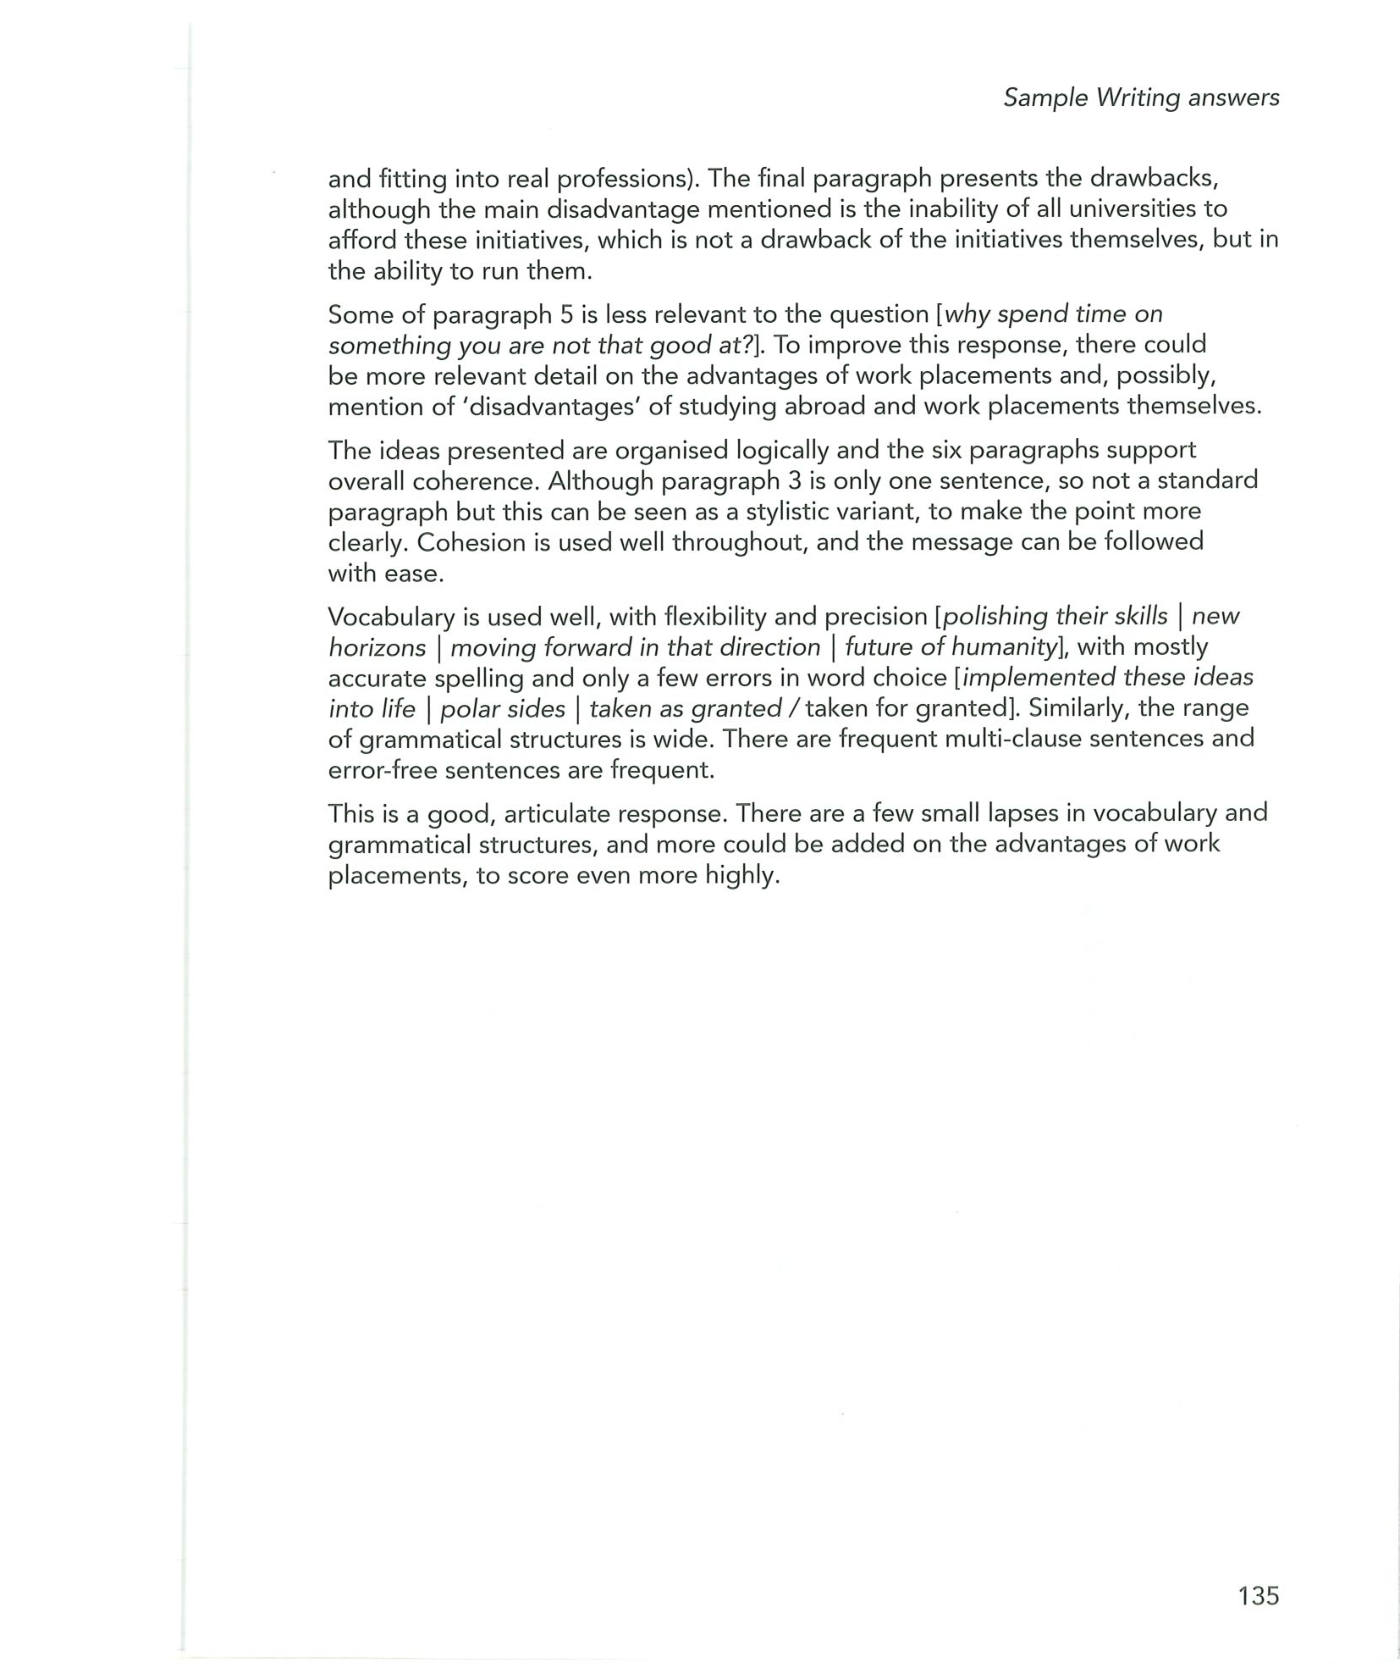 Sample Writing answers
and fitting into real professions). The final paragraph presents the drawbacks,
although the main disadvantage mentioned is the inability of all universities to
afford these initiatives, which is not a drawback of the initiatives themselves, but in
the ability to run them.
Some of paragraph 5 is less relevant to the question [why spend time on
something you are not that good at?]. To improve this response, there could
be more relevant detail on the advantages of work placements and, possibly,
mention of ‘disadvantages’ of studying abroad and work placements themselves.
The ideas presented are organised logically and the six paragraphs support
overall coherence. Although paragraph 3 is only one sentence, so not a standard
paragraph but this can be seen as a stylistic variant, to make the point more
clearly. Cohesion is used well throughout, and the message can be followed
with ease.
Vocabulary is used well, with flexibility and precision [polishing their skills | new
horizons | moving forward in that direction | future of humanity], with mostly
accurate spelling and only a few errors in word choice [implemented these ideas
into life | polar sides | taken as granted / taken for granted]. Similarly, the range
of grammatical structures is wide. There are frequent multi-clause sentences and
error-free sentences are frequent.
This is a good, articulate response. There are a few small lapses in vocabulary and
grammatical structures, and more could be added on the advantages of work
placements, to score even more highly.
135